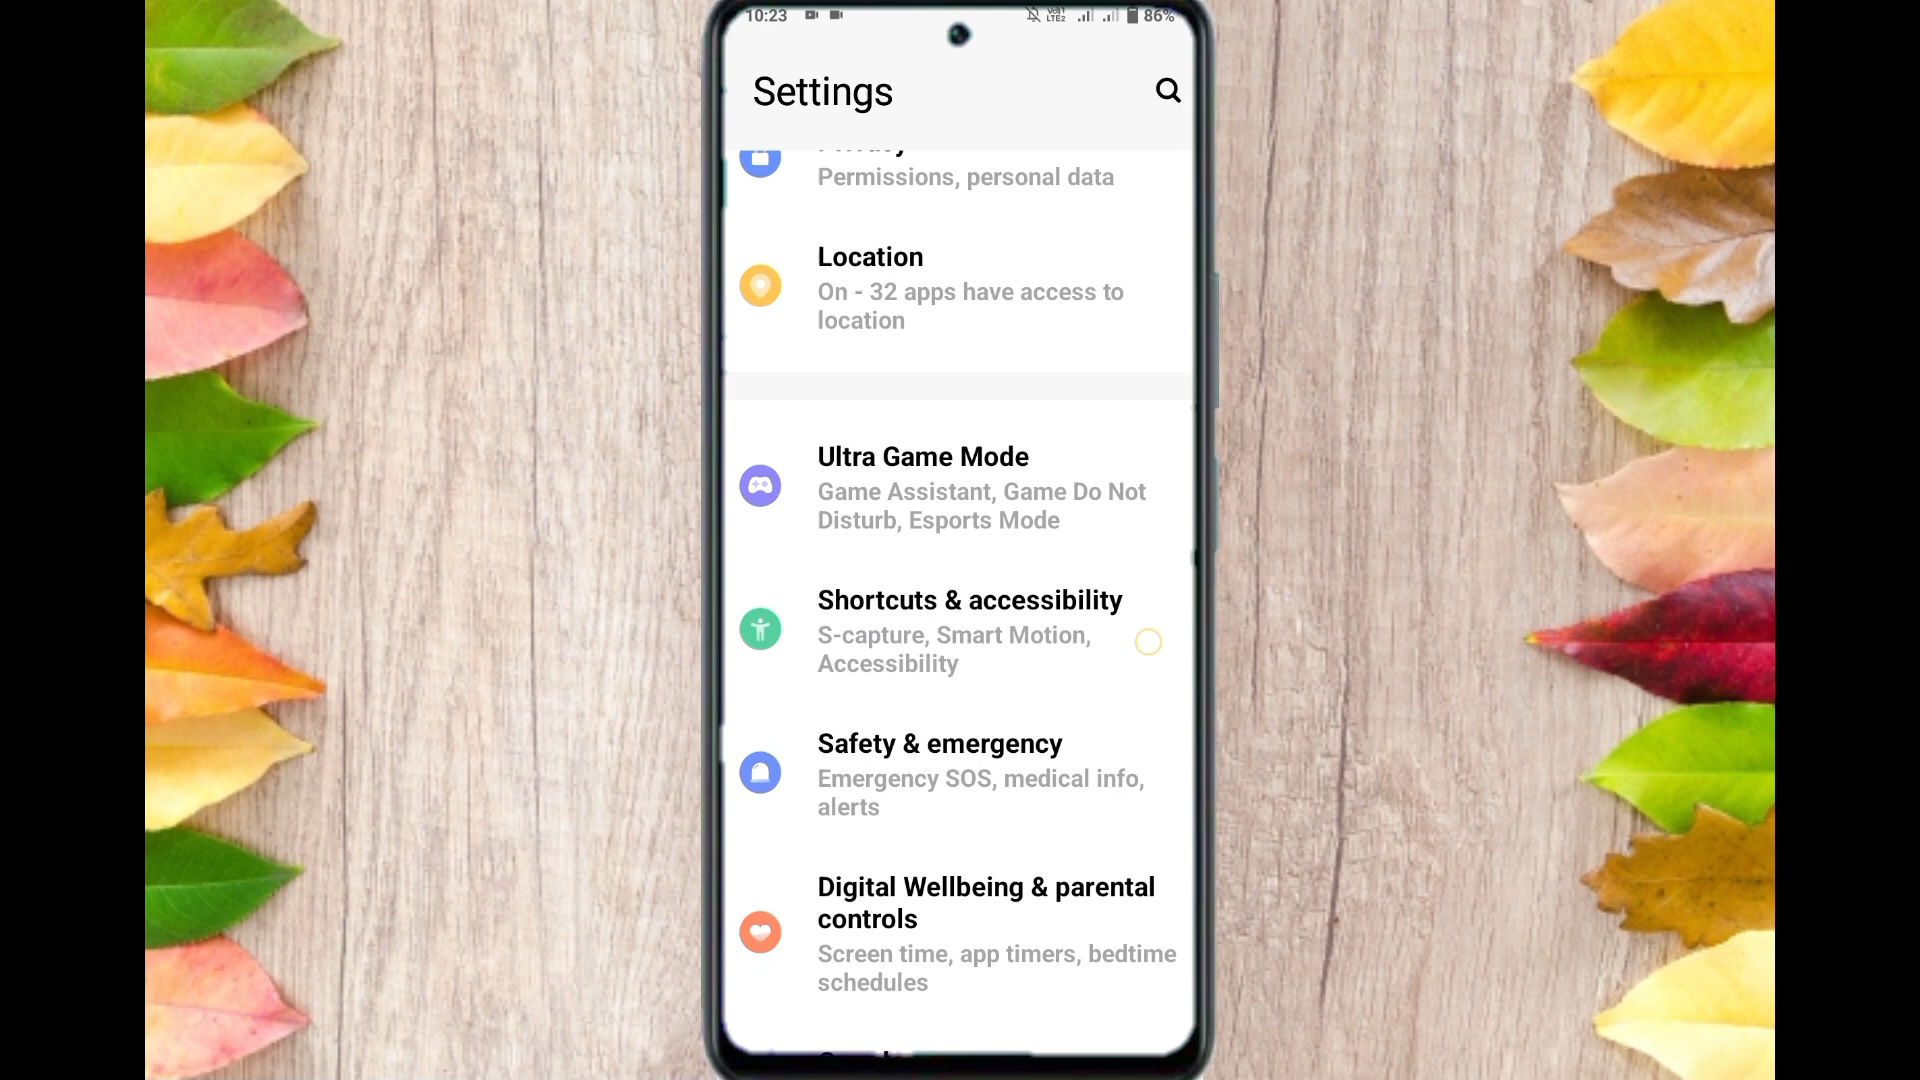 10:23
86%
Settings
Permissions, personal data
Location
On - 32 apps have access to
location
Ultra Game Mode
Game Assistant, Game Do Not
Disturb, Esports Mode
Shortcuts & accessibility
S-capture, Smart Motion,
Accessibility
Safety & emergency
Emergency SOS, medical info,
alerts
Digital Wellbeing & parental
controls
Screen time, app timers, bedtime
schedules